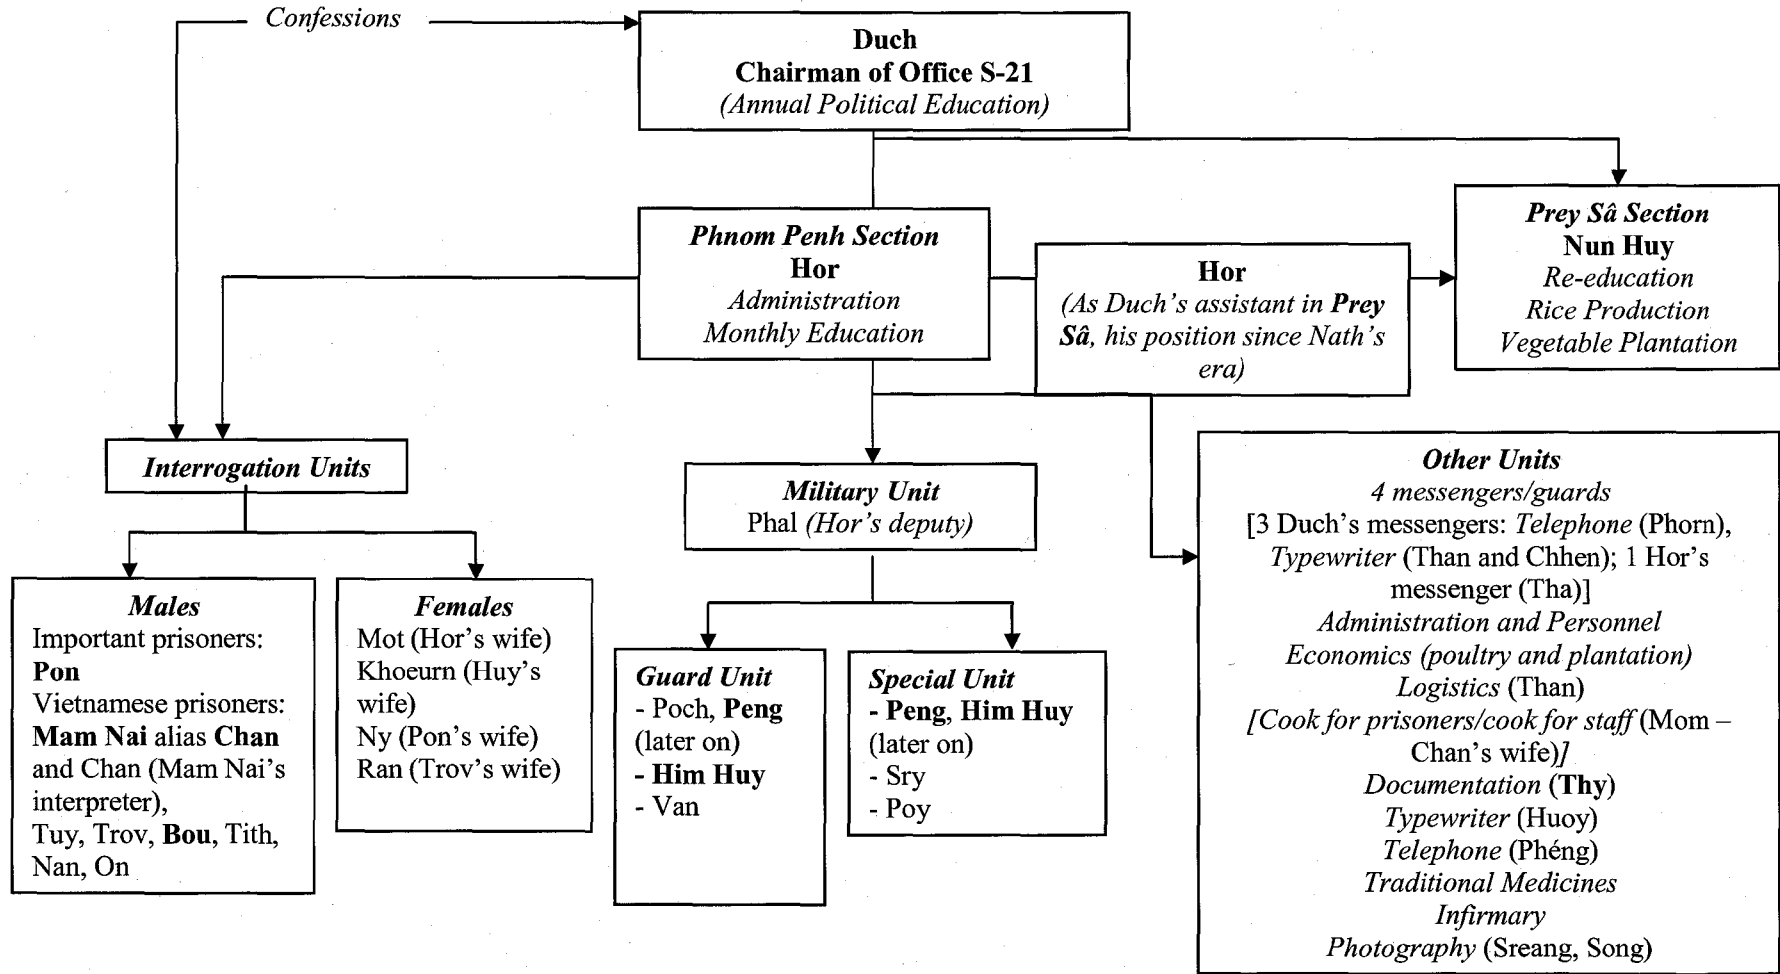 Confessions
Duch
Chairman of Office S-21
(Annual Political Education)
Phnom Penh Section
Hor
Administration
Monthly Education
Hor
(As Duch’s assistant in Prey
Sâ, his position since Nath’s
era)
Prey Sâ Section
Nun Huy
Re-education
Rice Production
Vegetable Plantation
Interrogation Units
Males
Important prisoners:
Pon
Vietnamese prisoners:
Mam Nai alias Chan
and Chan (Mam Nai’s
interpreter),
Tuy, Trov, Bou, Tith,
Nan, On
Females
Mot (Hor’s wife)
Khoeurn (Huy’s
wife)
Ny (Pon’s wife)
Ran (Trov’s wife)
Military Unit
Phal (Hor’s deputy)
Guard Unit
- Poch, Peng
(later on)
- Him Huy
- Van
Special Unit
- Peng, Him Huy
(later on)
- Sry
- Poy
Other Units
4 messengers/guards
[3 Duch’s messengers: Telephone (Phorn),
Typewriter (Than and Chhen); 1 Hor’s
messenger (Tha)]
Administration and Personnel
Economics (poultry and plantation)
Logistics (Than)
[Cook for prisoners/cook for staff (Mom –
Chan’s wife)]
Documentation (Thy)
Typewriter (Huoy)
Telephone (Phéng)
Traditional Medicines
Infirmary
Photography (Sreang, Song)